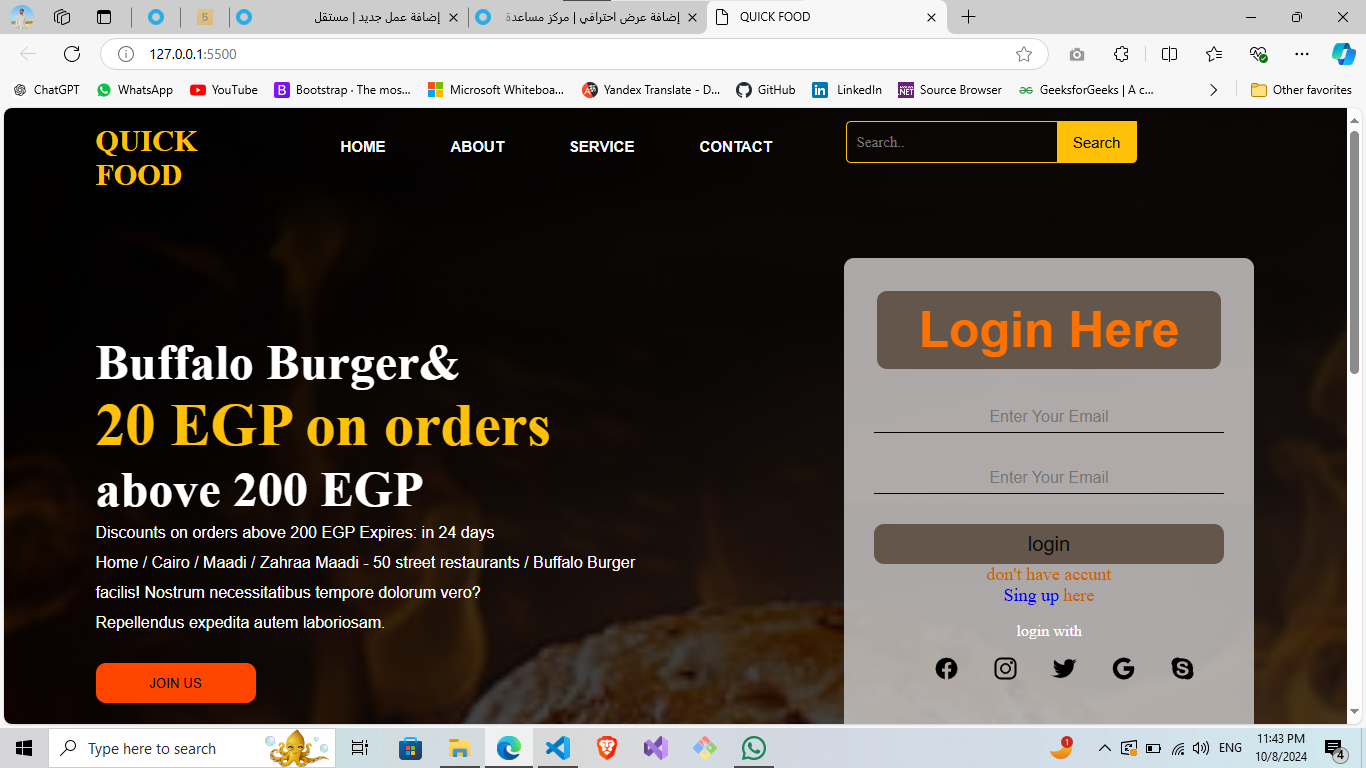 5
إضافة عمل جديد | مستقل
إضافة عرض احترافي | مركز مساعدة
QUICK FOOD
127.0.0.1:5500
ChatGPT
WhatsApp
YouTube
Bootstrap · The mos...
Microsoft Whiteboa...
Yandex Translate - D...
GitHub
LinkedIn
Source Browser
GeeksforGeeks | A c...
Other favorites
QUICK
FOOD
HOME
ABOUT
SERVICE
CONTACT
Search..
Search
Buffalo Burger&
20 EGP on orders
above 200 EGP
Discounts on orders above 200 EGP Expires: in 24 days
Home / Cairo / Maadi / Zahraa Maadi - 50 street restaurants / Buffalo Burger
facilis! Nostrum necessitatibus tempore dolorum vero?
Repellendus expedita autem laboriosam.
JOIN US
Login Here
Enter Your Email
Enter Your Email
login
don't have accunt
Sing up here
login with
Type here to search
1
ENG
11:43 PM
10/8/2024
4